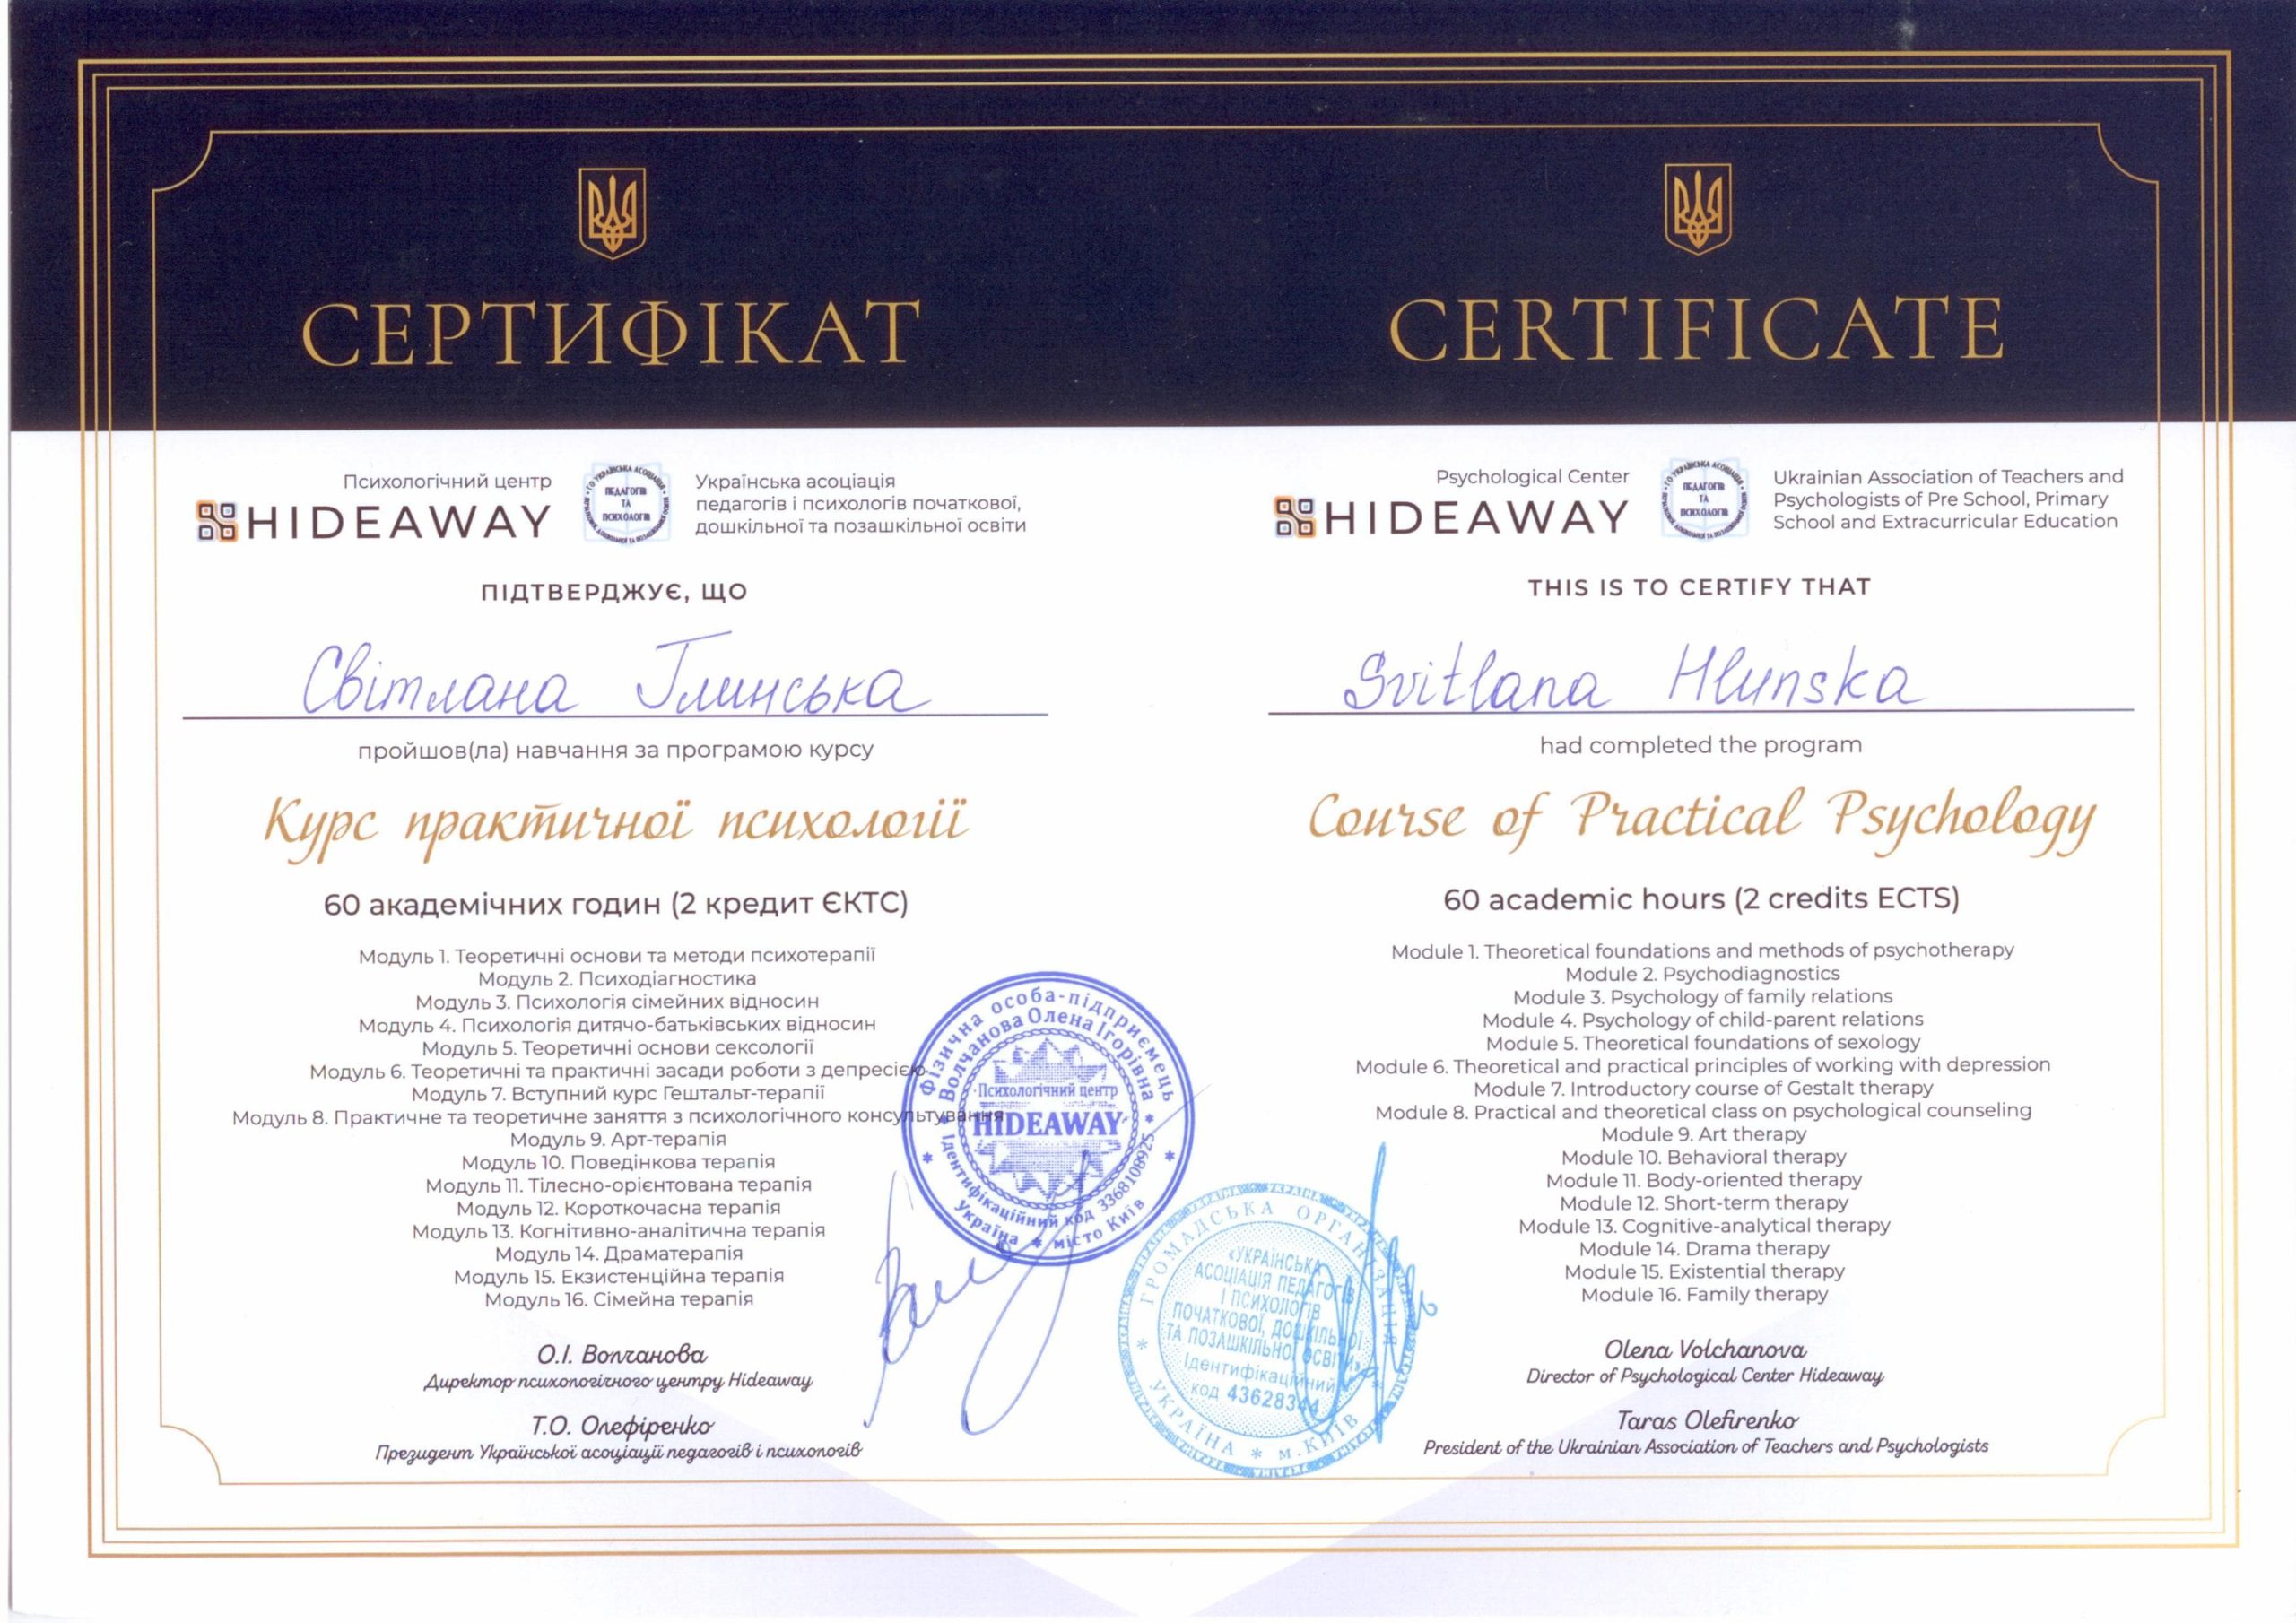 СЕРТИФІКАТ
Психологічний центр
HIDEAWAY
ГО УКРАЇНСЬКА АСОЦІАЦІЯ
ПЕДАГОГІВ
ТА
ПСИХОЛОГІВ
Українська асоціація
педагогів і психологів початкової,
дошкільної та позашкільної освіти
ПІДТВЕРДЖУЄ, ЩО
Світлана Глинська
пройшов(ла) навчання за програмою курсу
Курс практичної психології
60 академічних годин (2 кредит ЄКТС)
Модуль 1. Теоретичні основи та методи психотерапії
Модуль 2. Психодіагностика
Модуль 3. Психологія сімейних відносин
Модуль 4. Психологія дитячо-батьківських відносин
Модуль 5. Теоретичні основи сексології
Модуль 6. Теоретичні та практичні засади роботи з депресією
Модуль 7. Вступний курс Гештальт-терапії
Модуль 8. Практичне та теоретичне заняття з психологічного консультування
Модуль 9. Арт-терапія
Модуль 10. Поведінкова терапія
Модуль 11. Тілесно-орієнтована терапія
Модуль 12. Короткочасна терапія
Модуль 13. Когнітивно-аналітична терапія
Модуль 14. Драматерапія
Модуль 15. Екзистенційна терапія
Модуль 16. Сімейна терапія
О.І. Волчанова
Директор психологічного центру Hideaway
Т.О. Олефіренко
Президент Української асоціації педагогів і психологів
Фізична особа-підприємець
Волчанова Олена Ігорівна
Психологічний центр
HIDEAWAY
Ідентифікаційний код 3368108925
Україна * місто Київ
ГРОМАДСЬКА ОРГАНІЗАЦІЯ
«УКРАЇНСЬКА
АСОЦІАЦІЯ ПЕДАГОГІВ
І ПСИХОЛОГІВ
ПОЧАТКОВОЇ, ДОШКІЛЬНОЇ
ТА ПОЗАШКІЛЬНОЇ ОСВІТИ»
Ідентифікаційний
код 43628344
УКРАЇНА * м.КИЇВ
CERTIFICATE
Psychological Center
HIDEAWAY
ГО УКРАЇНСЬКА АСОЦІАЦІЯ
ПЕДАГОГІВ
ТА
ПСИХОЛОГІВ
Ukrainian Association of Teachers and
Psychologists of Pre School, Primary
School and Extracurricular Education
THIS IS TO CERTIFY THAT
Svitlana Hlynska
had completed the program
Course of Practical Psychology
60 academic hours (2 credits ECTS)
Module 1. Theoretical foundations and methods of psychotherapy
Module 2. Psychodiagnostics
Module 3. Psychology of family relations
Module 4. Psychology of child-parent relations
Module 5. Theoretical foundations of sexology
Module 6. Theoretical and practical principles of working with depression
Module 7. Introductory course of Gestalt therapy
Module 8. Practical and theoretical class on psychological counseling
Module 9. Art therapy
Module 10. Behavioral therapy
Module 11. Body-oriented therapy
Module 12. Short-term therapy
Module 13. Cognitive-analytical therapy
Module 14. Drama therapy
Module 15. Existential therapy
Module 16. Family therapy
Olena Volchanova
Director of Psychological Center Hideaway
Taras Olefirenko
President of the Ukrainian Association of Teachers and Psychologists